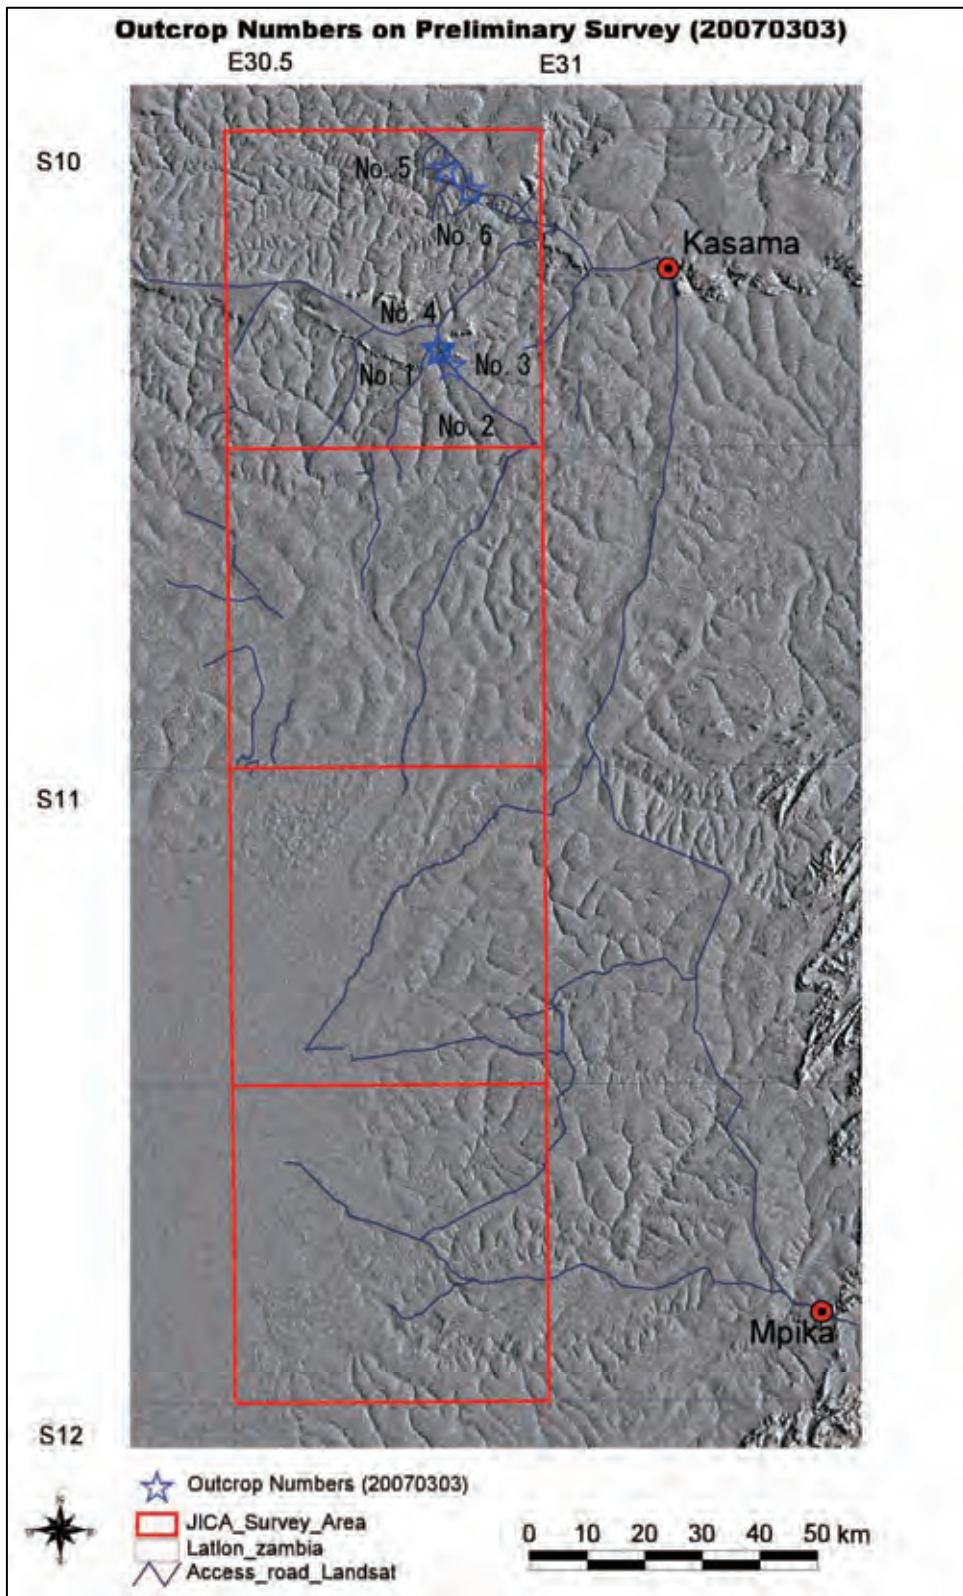 Outcrop Numbers on Preliminary Survey (20070303)
E30.5 E31
S10
No. 5
No. 6
Kasama
No. 4
No. 3
No. 1
No. 2
S11
Mpika
S12
Outcrop Numbers (20070303)
JICA_Survey_Area
Latlon_zambia
Access_road_Landsat
0 10 20 30 40 50 km